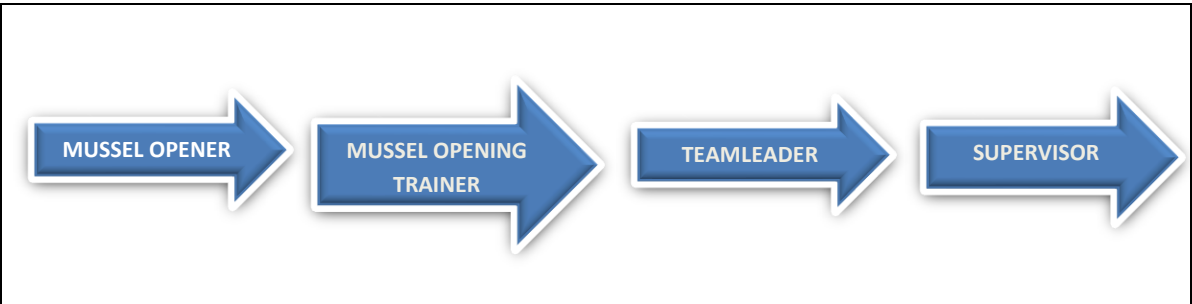 MUSSEL OPENER
MUSSEL OPENING
TRAINER
TEAMLEADER
SUPERVISOR